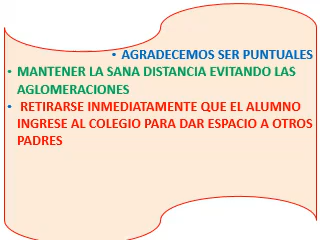 • AGRADECEMOS SER PUNTUALES
• MANTENER LA SANA DISTANCIA EVITANDO LAS
AGLOMERACIONES
• RETIRARSE INMEDIATAMENTE QUE EL ALUMNO
INGRESE AL COLEGIO PARA DAR ESPACIO A OTROS
PADRES